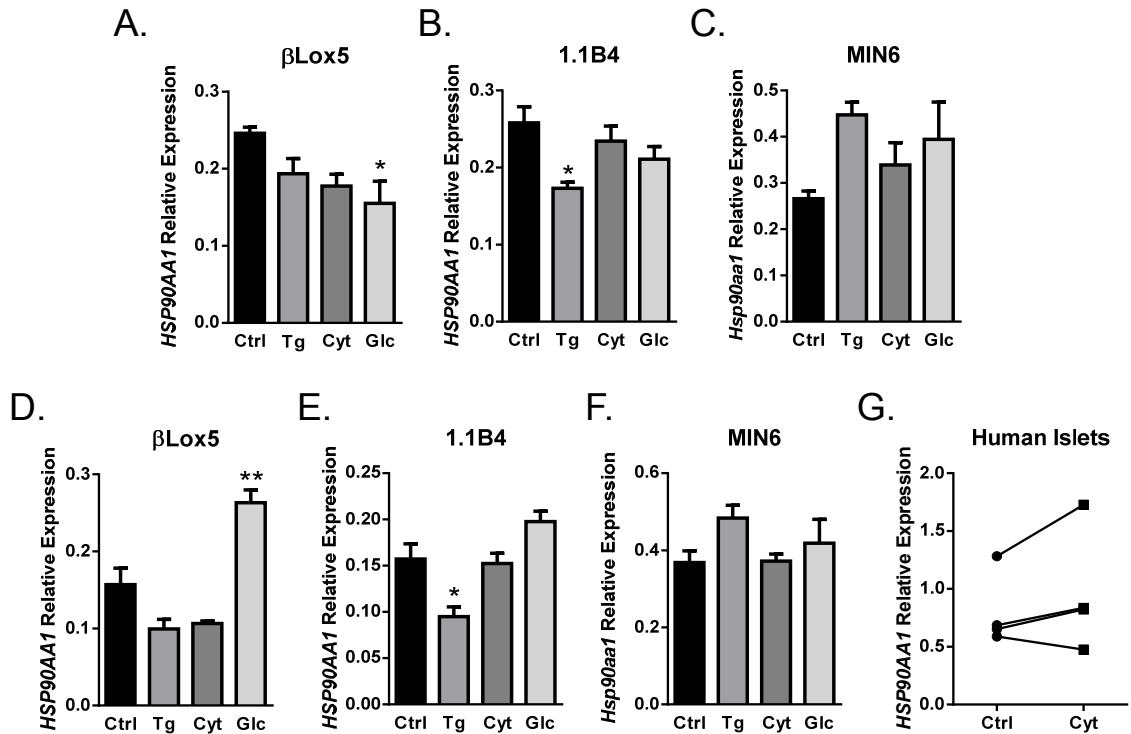 A.
βLox5
HSP90AA1 Relative Expression
0.3
0.2
0.1
0.0
*
Ctrl Tg Cyt Glc
B.
1.1B4
HSP90AA1 Relative Expression
0.3
0.2
0.1
0.0
*
Ctrl Tg Cyt Glc
C.
MIN6
Hsp90aa1 Relative Expression
0.5
0.4
0.3
0.2
0.1
0.0
Ctrl Tg Cyt Glc
D.
βLox5
HSP90AA1 Relative Expression
0.3
0.2
0.1
0.0
**
Ctrl Tg Cyt Glc
E.
1.1B4
HSP90AA1 Relative Expression
0.25
0.20
0.15
0.10
0.05
0.00
*
Ctrl Tg Cyt Glc
F.
MIN6
Hsp90aa1 Relative Expression
0.6
0.4
0.2
0.0
Ctrl Tg Cyt Glc
G.
Human Islets
HSP90AA1 Relative Expression
2.0
1.5
1.0
0.5
0.0
Ctrl Cyt